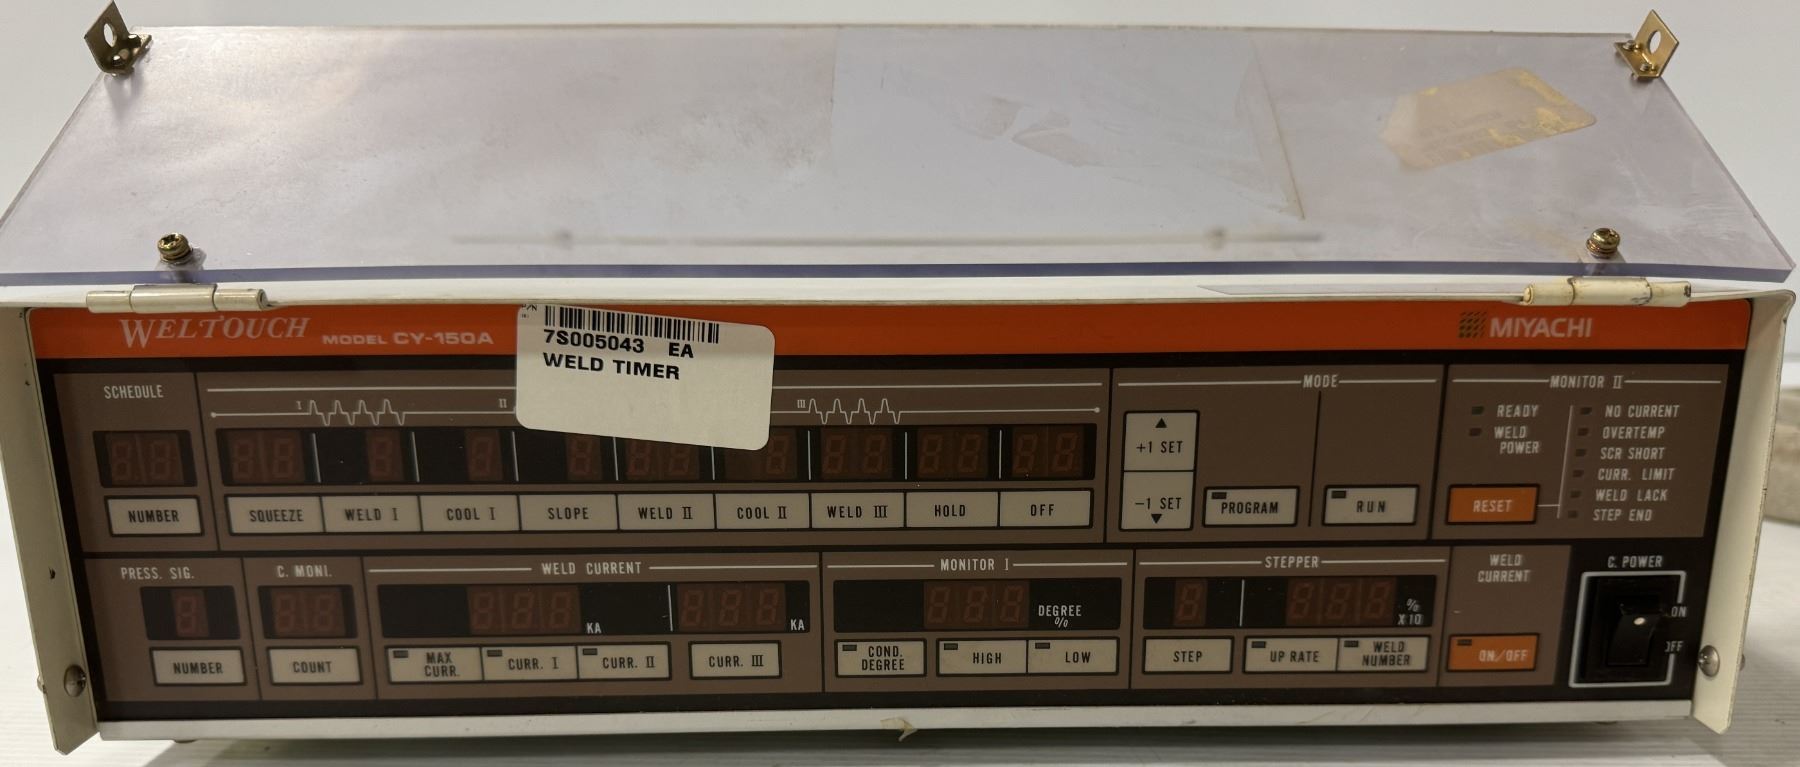 WELTOUCH MODEL CY-150A
MIYACHI
7S005043 EA
WELD TIMER
SCHEDULE
NUMBER
I
II
III
SQUEEZE
WELD I
COOL I
SLOPE
WELD II
COOL II
WELD III
HOLD
OFF
MODE
▲
+1 SET
-1 SET
▼
PROGRAM
RUN
MONITOR II
READY
WELD
POWER
NO CURRENT
OVERTEMP
SCR SHORT
CURR. LIMIT
WELD LACK
STEP END
RESET
PRESS. SIG.
NUMBER
C. MONI.
COUNT
WELD CURRENT
KA
KA
MAX
CURR.
CURR. I
CURR. II
CURR. III
MONITOR I
DEGREE
%
COND.
DEGREE
HIGH
LOW
STEPPER
%
X10
STEP
UP RATE
WELD
NUMBER
WELD
CURRENT
ON/OFF
C. POWER
ON
OFF